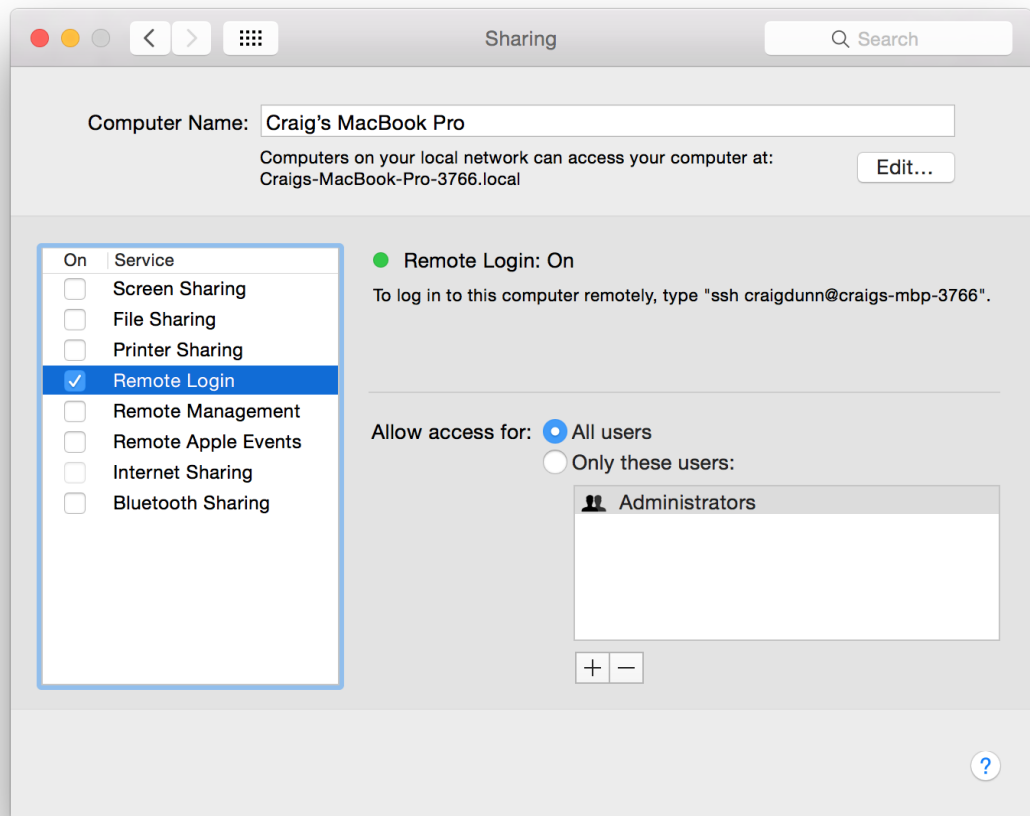 Sharing
Search
Computer Name: Craig’s MacBook Pro
Computers on your local network can access your computer at:
Craigs-MacBook-Pro-3766.local
Edit...
On Service
Screen Sharing
File Sharing
Printer Sharing
Remote Login
Remote Management
Remote Apple Events
Internet Sharing
Bluetooth Sharing
Remote Login: On
To log in to this computer remotely, type "ssh craigdunn@craigs-mbp-3766".
Allow access for: All users
Only these users:
Administrators
+ −
?